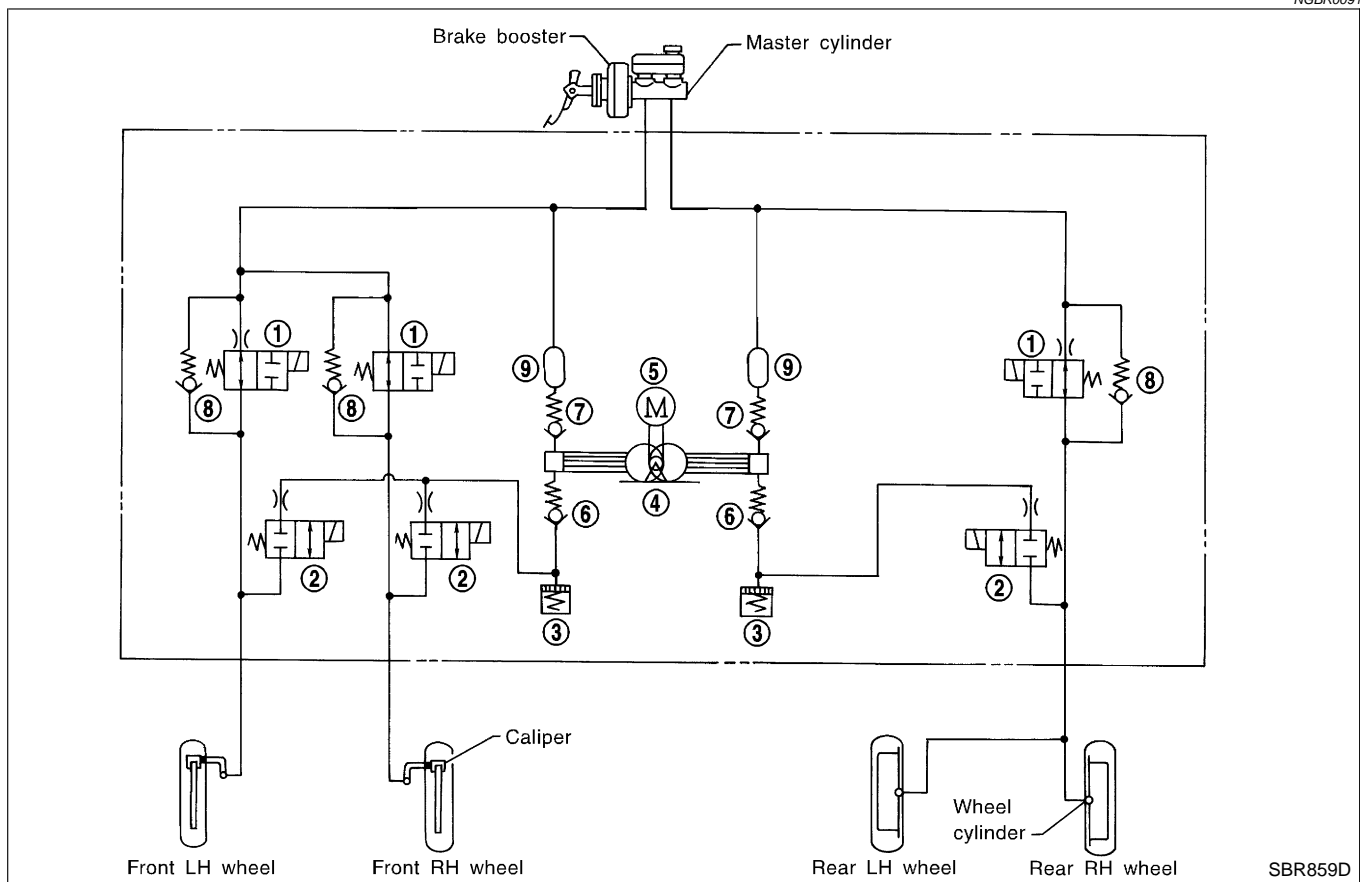 NGBR0091
Brake booster
Master cylinder
1
1
1
8
8
8
9
5
9
7
7
M
6
4
6
2
2
2
3
3
Caliper
Wheel
cylinder
Front LH wheel
Front RH wheel
Rear LH wheel
Rear RH wheel
SBR859D